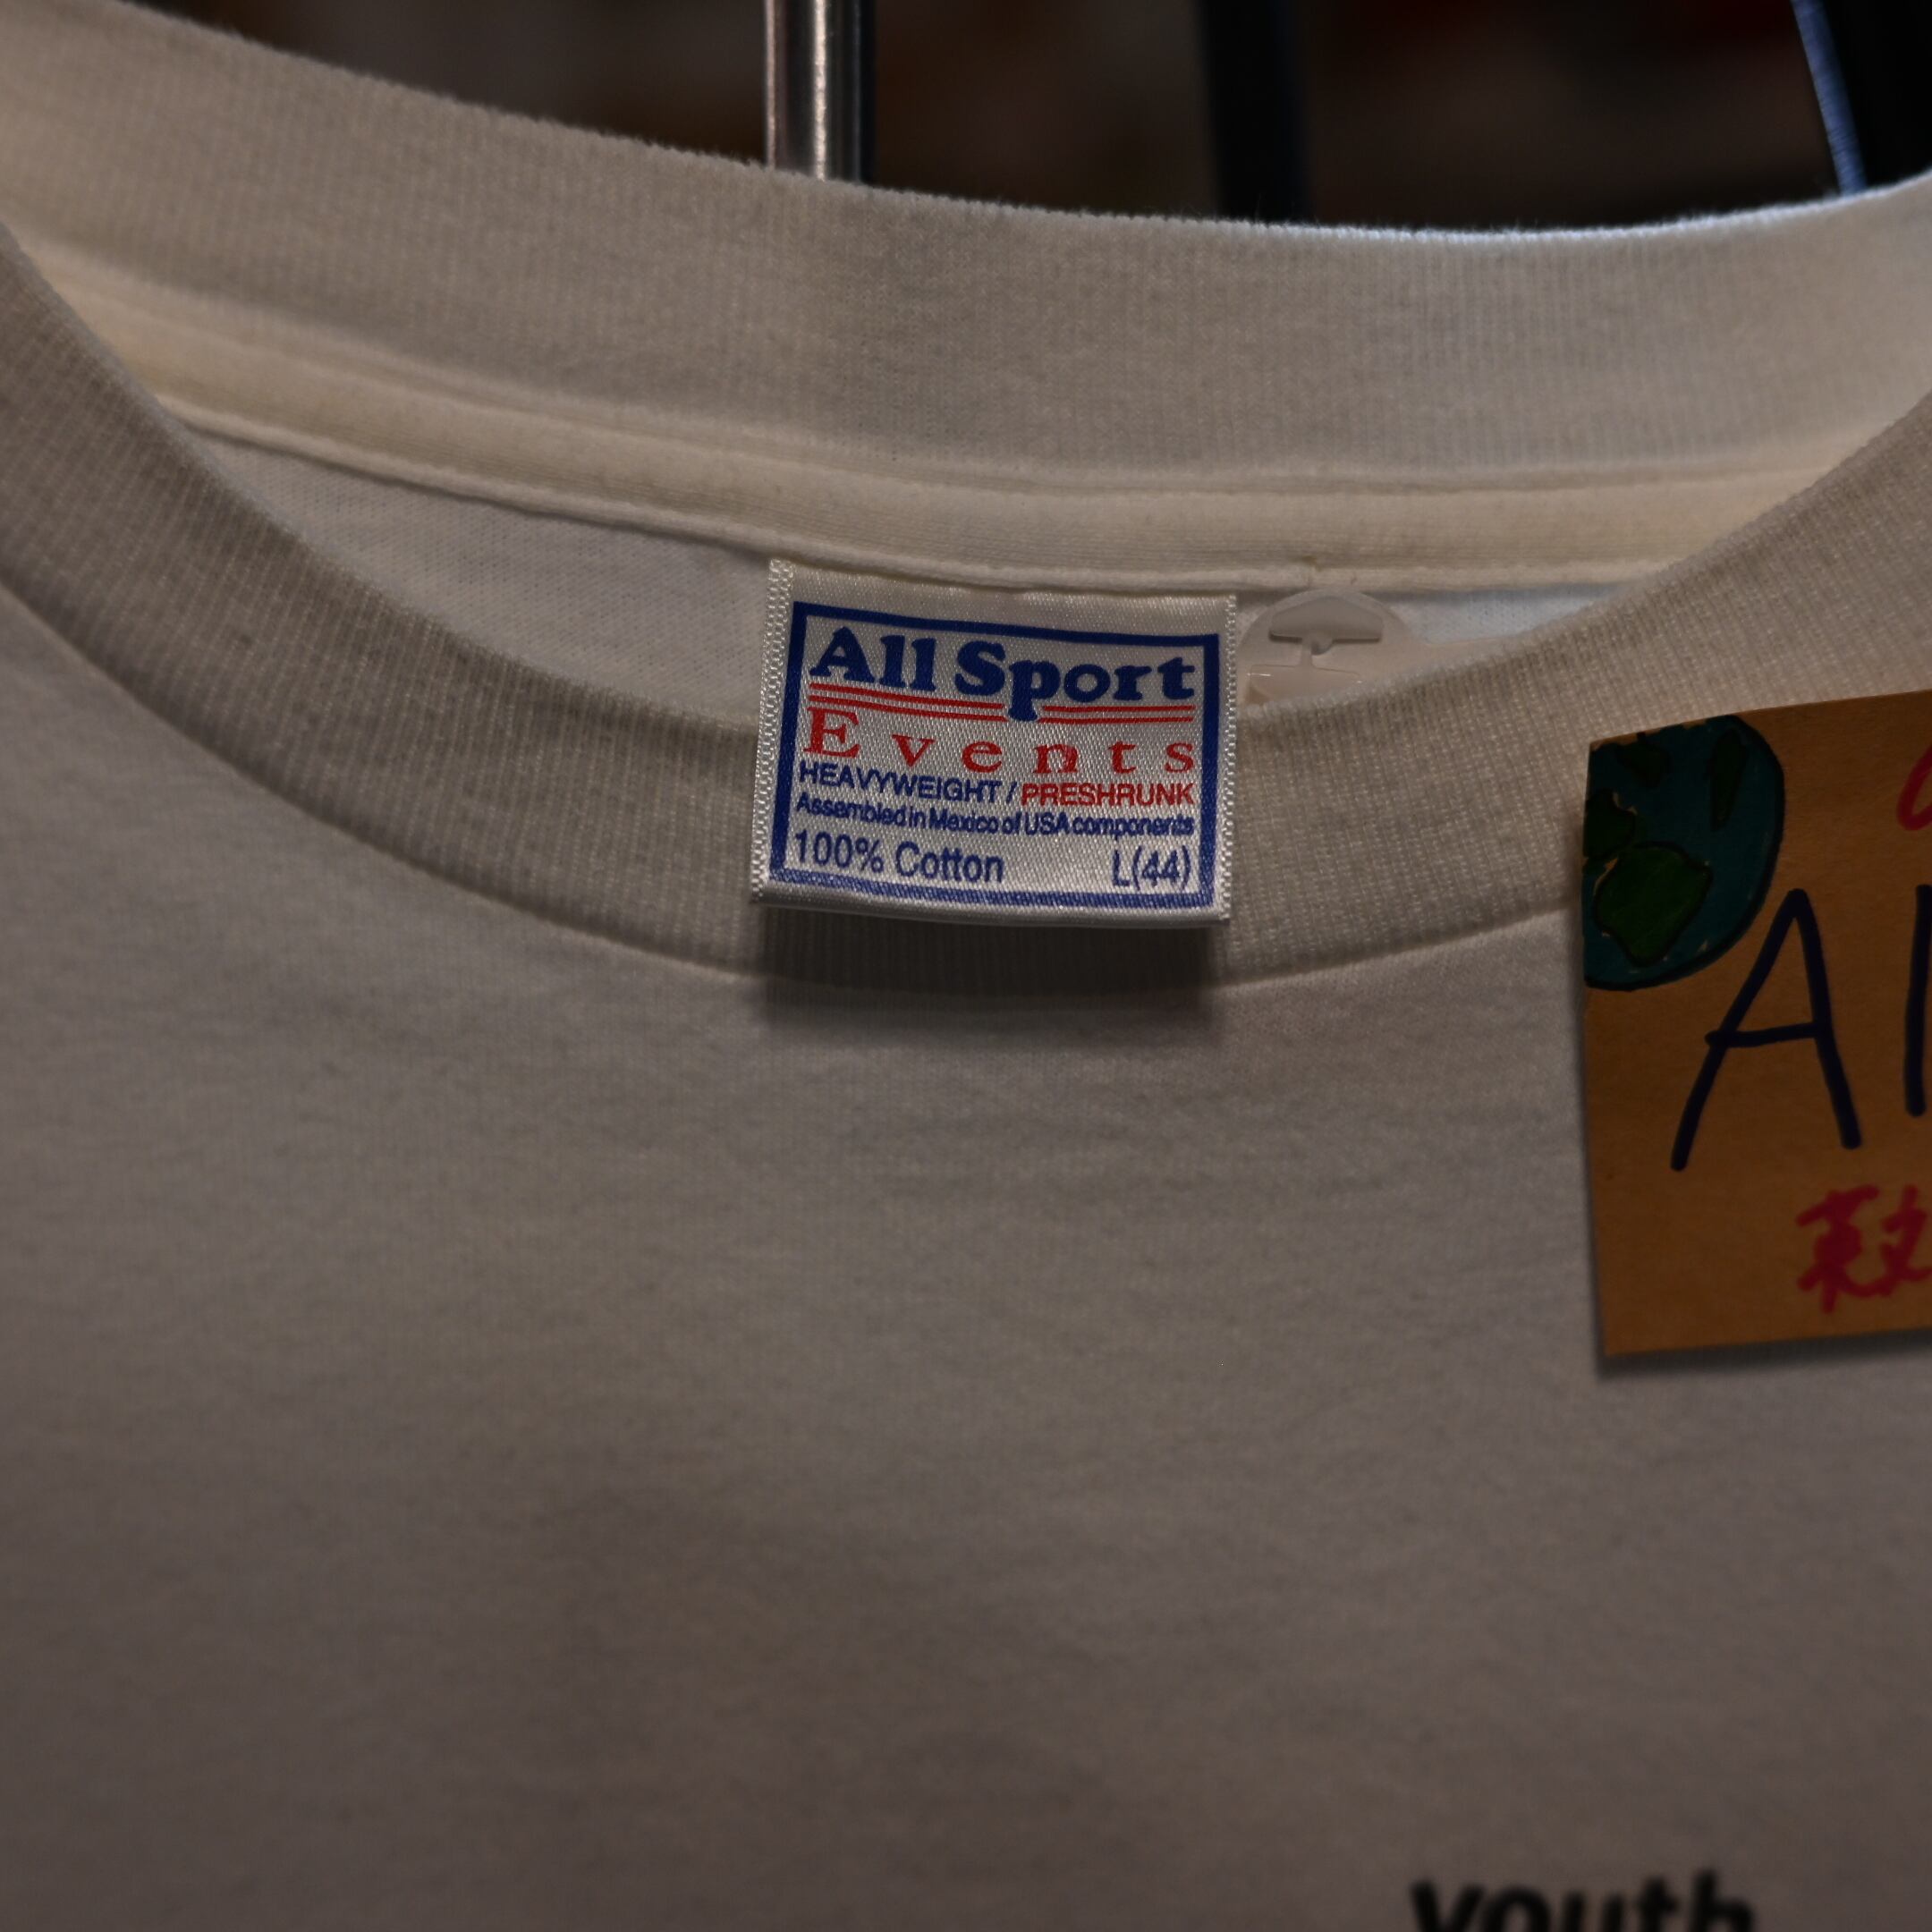 All Sport
Events
HEAVYWEIGHT / PRESHRUNK
Assembled in Mexico of USA components
100% Cotton L(44)
youth